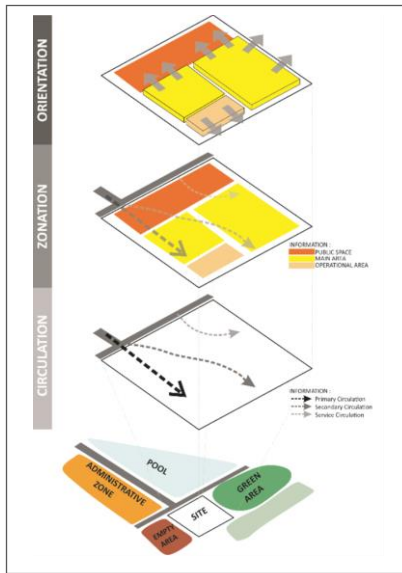 ORIENTATION
ZONATION
INFORMATION :
PUBLIC SPACE
MAIN AREA
OPERATIONAL AREA
CIRCULATION
INFORMATION :
Primary Circulation
Secondary Circulation
Service Circulation
POOL
ADMINISTRATIVE
ZONE
GREEN
AREA
SITE
EMPTY
AREA